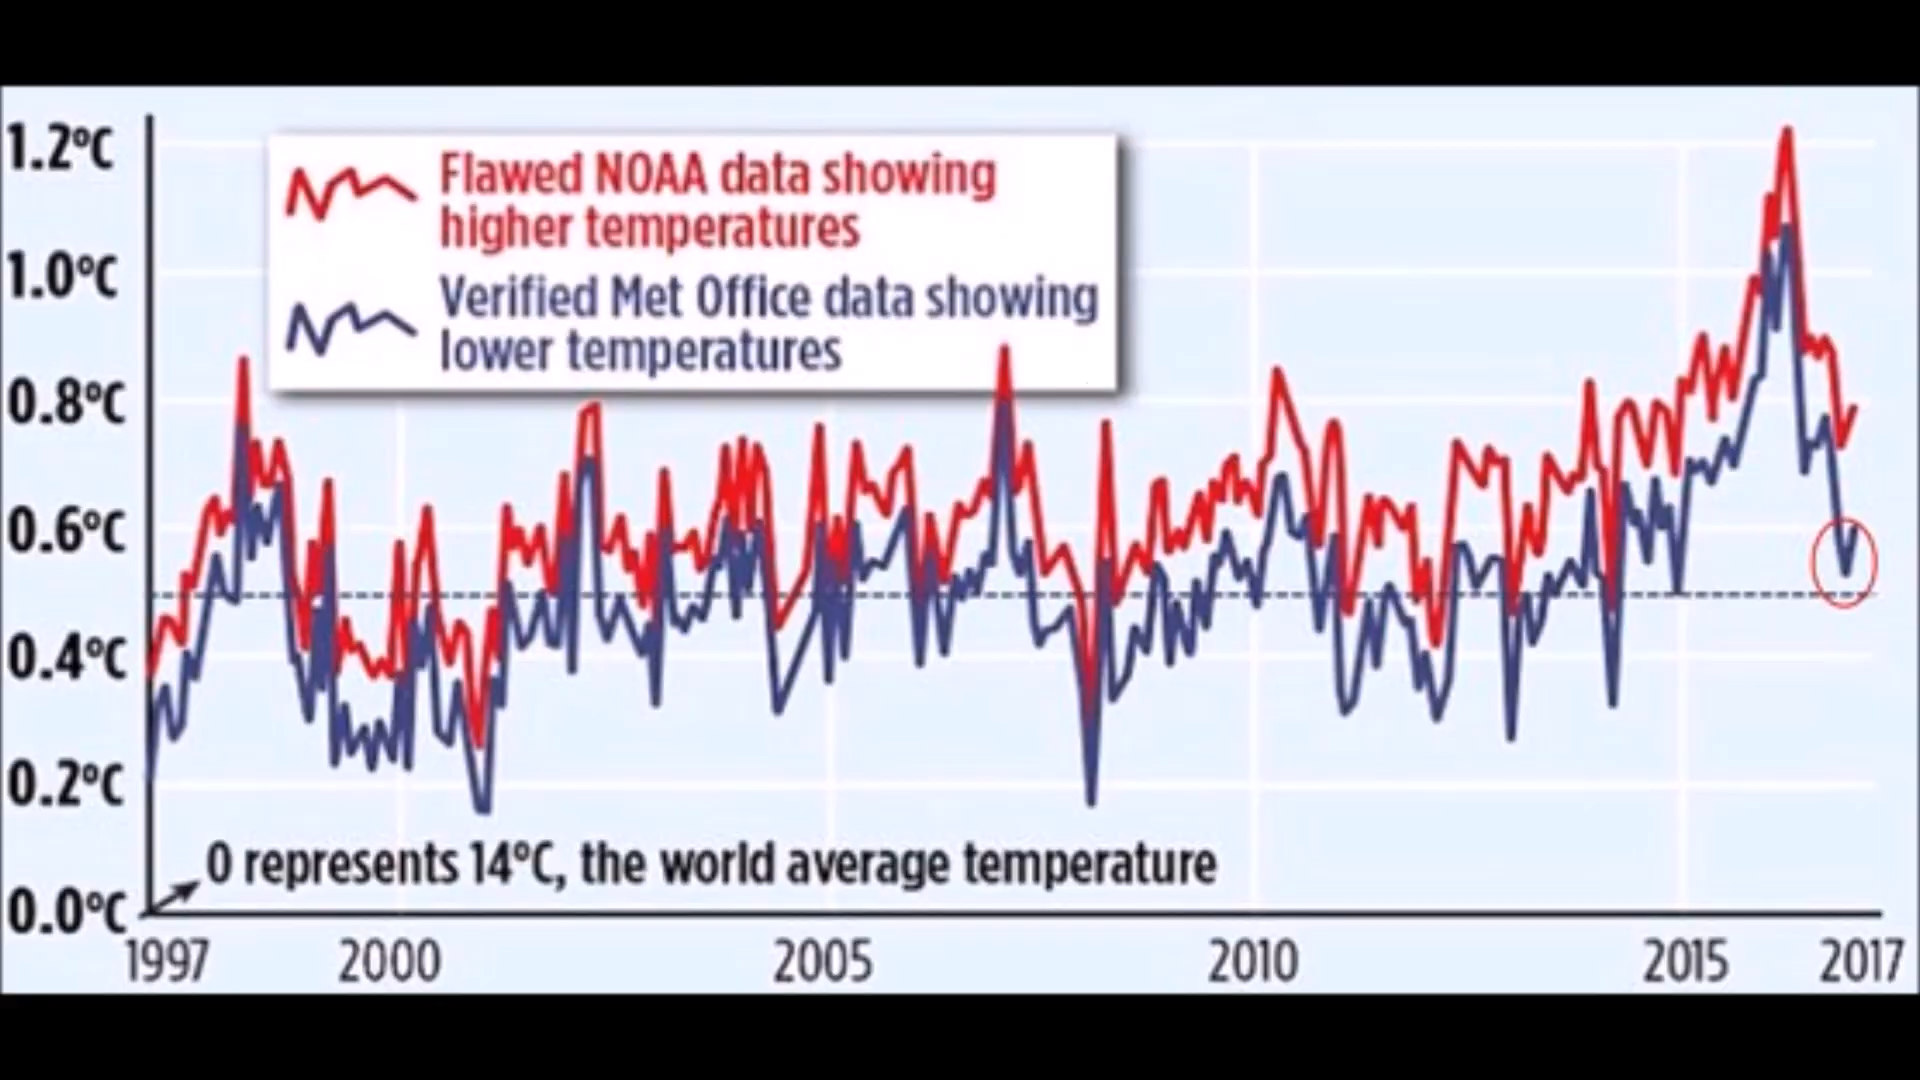 1.2°C
Flawed NOAA data showing
higher temperatures
1.0°C
Verified Met Office data showing
lower temperatures
0.8°C
0.6°C
0.4°C
0.2°C
0 represents 14°C, the world average temperature
0.0°C
1997 2000 2005 2010 2015 2017